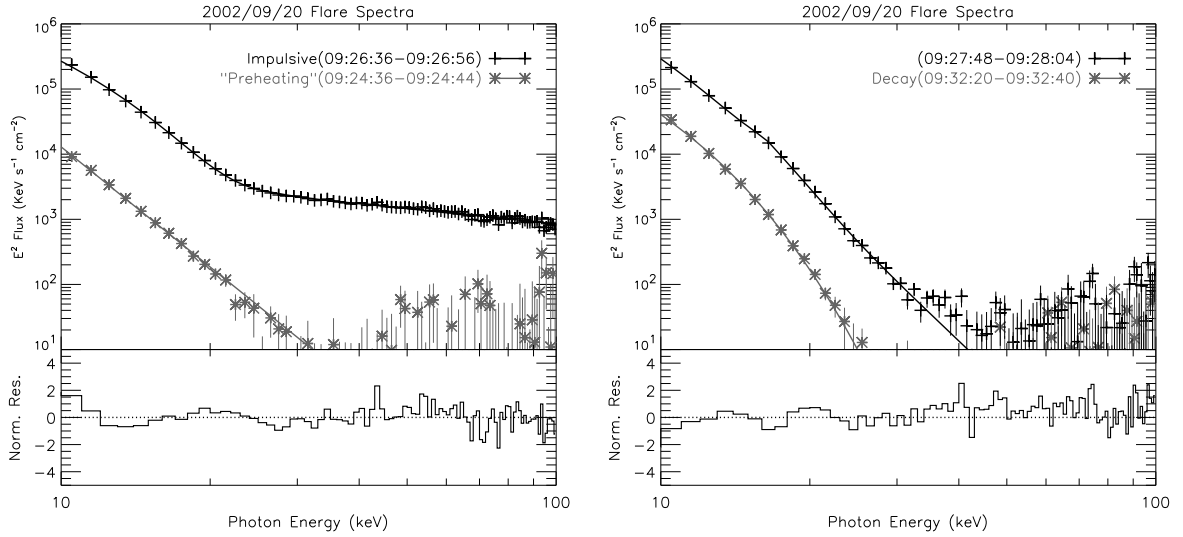 2002/09/20 Flare Spectra
Impulsive(09:26:36−09:26:56)
"Preheating"(09:24:36−09:24:44)
E² Flux (KeV s⁻¹ cm⁻²)
10⁶
10⁵
10⁴
10³
10²
10¹
Norm. Res.
4
2
0
−2
−4
10
100
Photon Energy (keV)
2002/09/20 Flare Spectra
(09:27:48−09:28:04)
Decay(09:32:20−09:32:40)
E² Flux (KeV s⁻¹ cm⁻²)
10⁶
10⁵
10⁴
10³
10²
10¹
Norm. Res.
4
2
0
−2
−4
10
100
Photon Energy (keV)